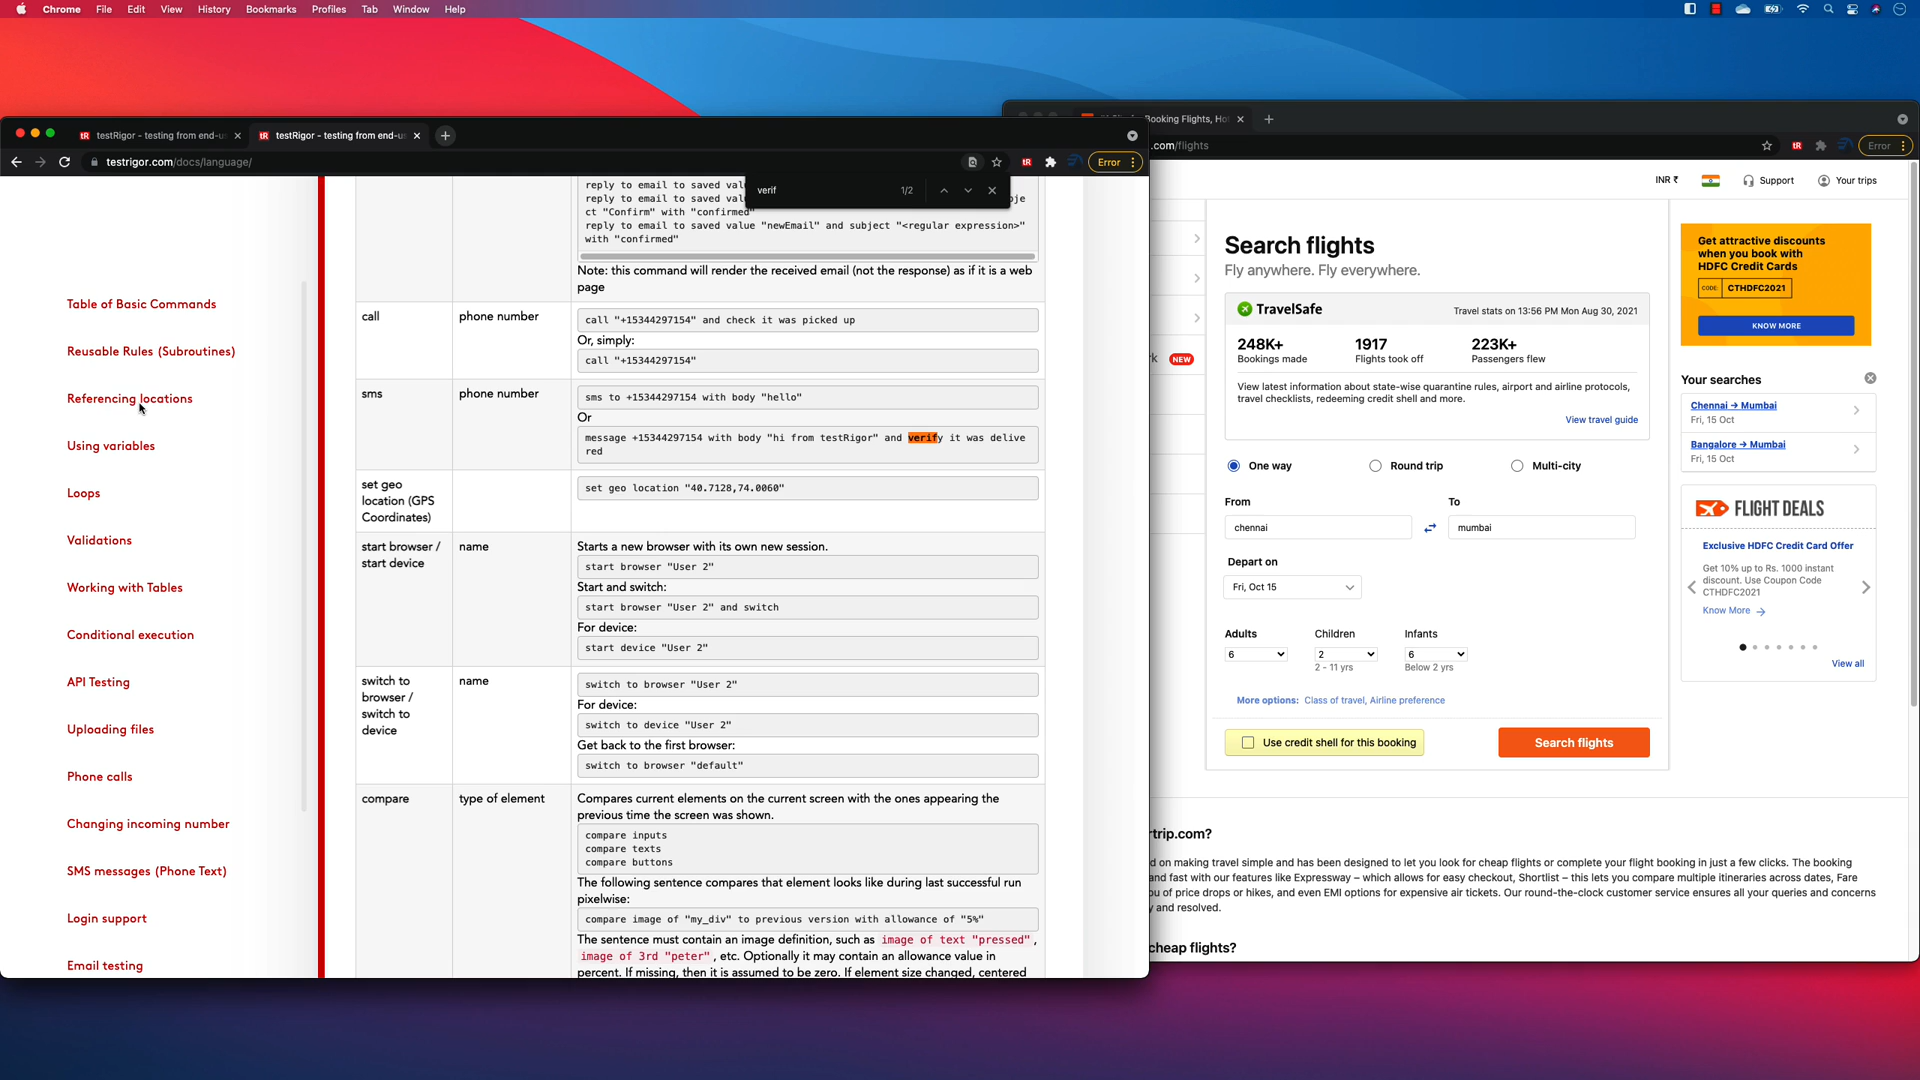 Chrome File Edit View History Bookmarks Profiles Tab Window Help
testRigor - testing from end-us
testRigor - testing from end-us
testrigor.com/docs/language/
Error
verif 1/2
Table of Basic Commands
Reusable Rules (Subroutines)
Referencing locations
Using variables
Loops
Validations
Working with Tables
Conditional execution
API Testing
Uploading files
Phone calls
Changing incoming number
SMS messages (Phone Text)
Login support
Email testing
reply to email to saved valu
reply to email to saved valu je
ct "Confirm" with "confirmed"
reply to email to saved value "newEmail" and subject "<regular expression>"
with "confirmed"
Note: this command will render the received email (not the response) as if it is a web
page
call phone number
call "+15344297154" and check it was picked up
Or, simply:
call "+15344297154"
sms phone number
sms to +15344297154 with body "hello"
Or
message +15344297154 with body "hi from testRigor" and verify it was delive
red
set geo
location (GPS
Coordinates)
set geo location "40.7128,74.0060"
start browser /
start device
name
Starts a new browser with its own new session.
start browser "User 2"
Start and switch:
start browser "User 2" and switch
For device:
start device "User 2"
switch to
browser /
switch to
device
name
switch to browser "User 2"
For device:
switch to device "User 2"
Get back to the first browser:
switch to browser "default"
compare type of element
Compares current elements on the current screen with the ones appearing the
previous time the screen was shown.
compare inputs
compare texts
compare buttons
The following sentence compares that element looks like during last successful run
pixelwise:
compare image of "my_div" to previous version with allowance of "5%"
The sentence must contain an image definition, such as image of text "pressed",
image of 3rd "peter", etc. Optionally it may contain an allowance value in
percent. If missing, then it is assumed to be zero. If element size changed, centered
ooking Flights, Ho
.com/flights
Error
INR ₹ Support Your trips
rk NEW
Search flights
Fly anywhere. Fly everywhere.
TravelSafe
Travel stats on 13:56 PM Mon Aug 30, 2021
248K+ 1917 223K+
Bookings made Flights took off Passengers flew
View latest information about state-wise quarantine rules, airport and airline protocols,
travel checklists, redeeming credit shell and more.
View travel guide
One way Round trip Multi-city
From To
chennai mumbai
Depart on
Fri, Oct 15
Adults Children Infants
6 2 6
2 - 11 yrs Below 2 yrs
More options: Class of travel, Airline preference
Use credit shell for this booking
Search flights
Get attractive discounts
when you book with
HDFC Credit Cards
CODE: CTHDFC2021
KNOW MORE
Your searches
Chennai → Mumbai
Fri, 15 Oct
Bangalore → Mumbai
Fri, 15 Oct
FLIGHT DEALS
Exclusive HDFC Credit Card Offer
Get 10% up to Rs. 1000 instant
discount. Use Coupon Code
CTHDFC2021
Know More
View all
rtrip.com?
d on making travel simple and has been designed to let you look for cheap flights or complete your flight booking in just a few clicks. The booking
and fast with our features like Expressway – which allows for easy checkout, Shortlist – this lets you compare multiple itineraries across dates, Fare
ou of price drops or hikes, and even EMI options for expensive air tickets. Our round-the-clock customer service ensures all your queries and concerns
y and resolved.
cheap flights?